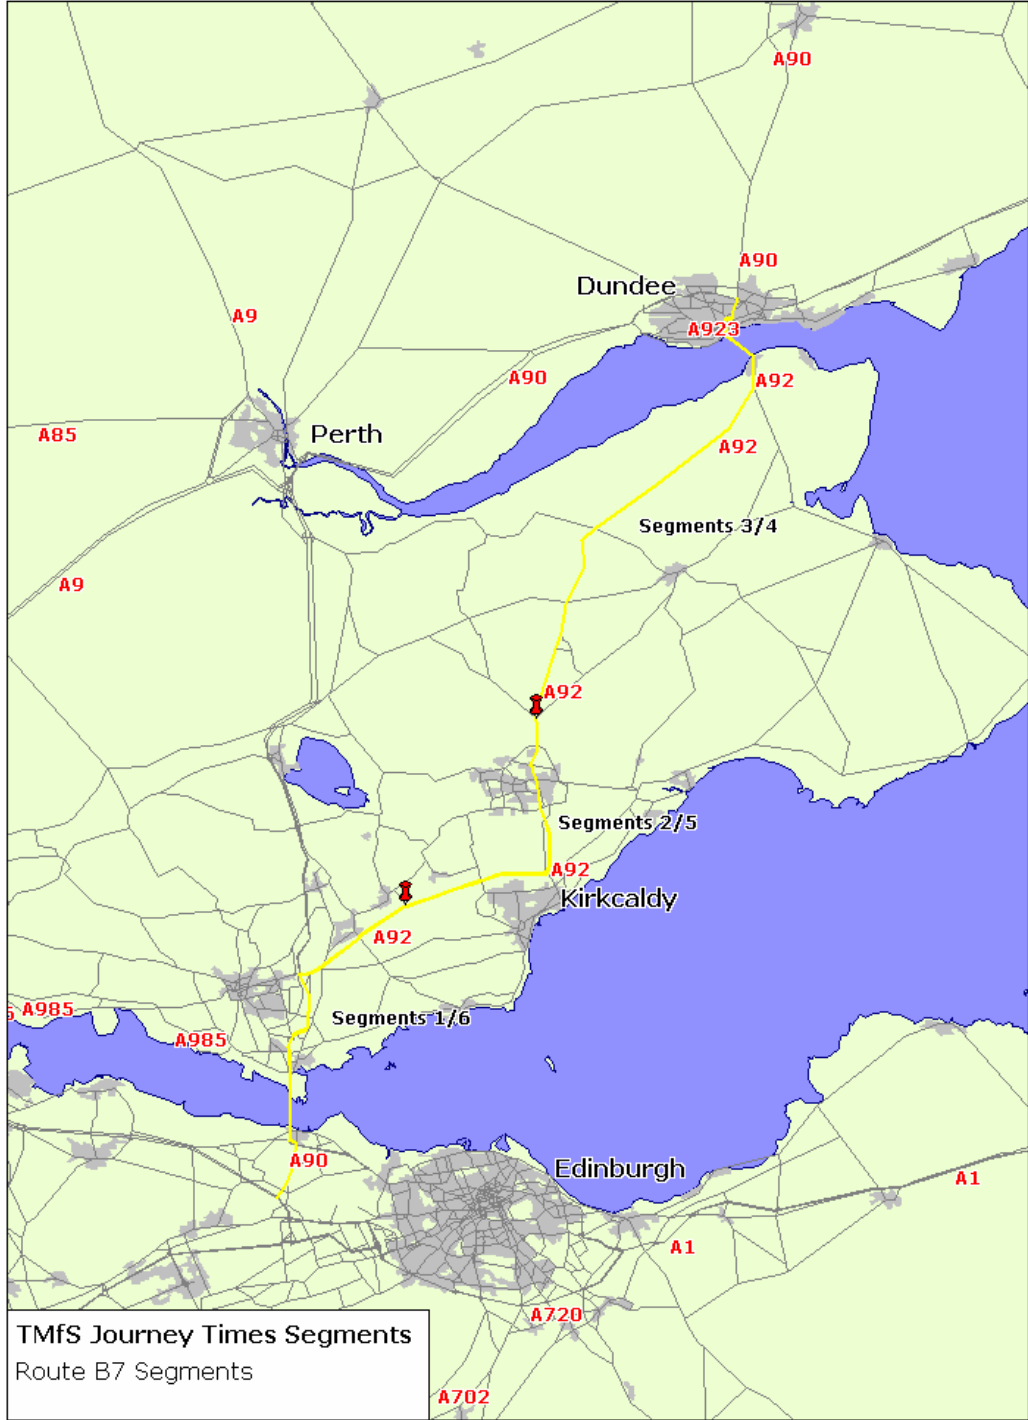 A90
A90
Dundee
A9
A923
A90
A92
A85
Perth
A92
Segments 3/4
A9
A92
Segments 2/5
A92
Kirkcaldy
A92
A985
Segments 1/6
A985
A90
Edinburgh
A1
A1
A720
TMfS Journey Times Segments
Route B7 Segments
A702